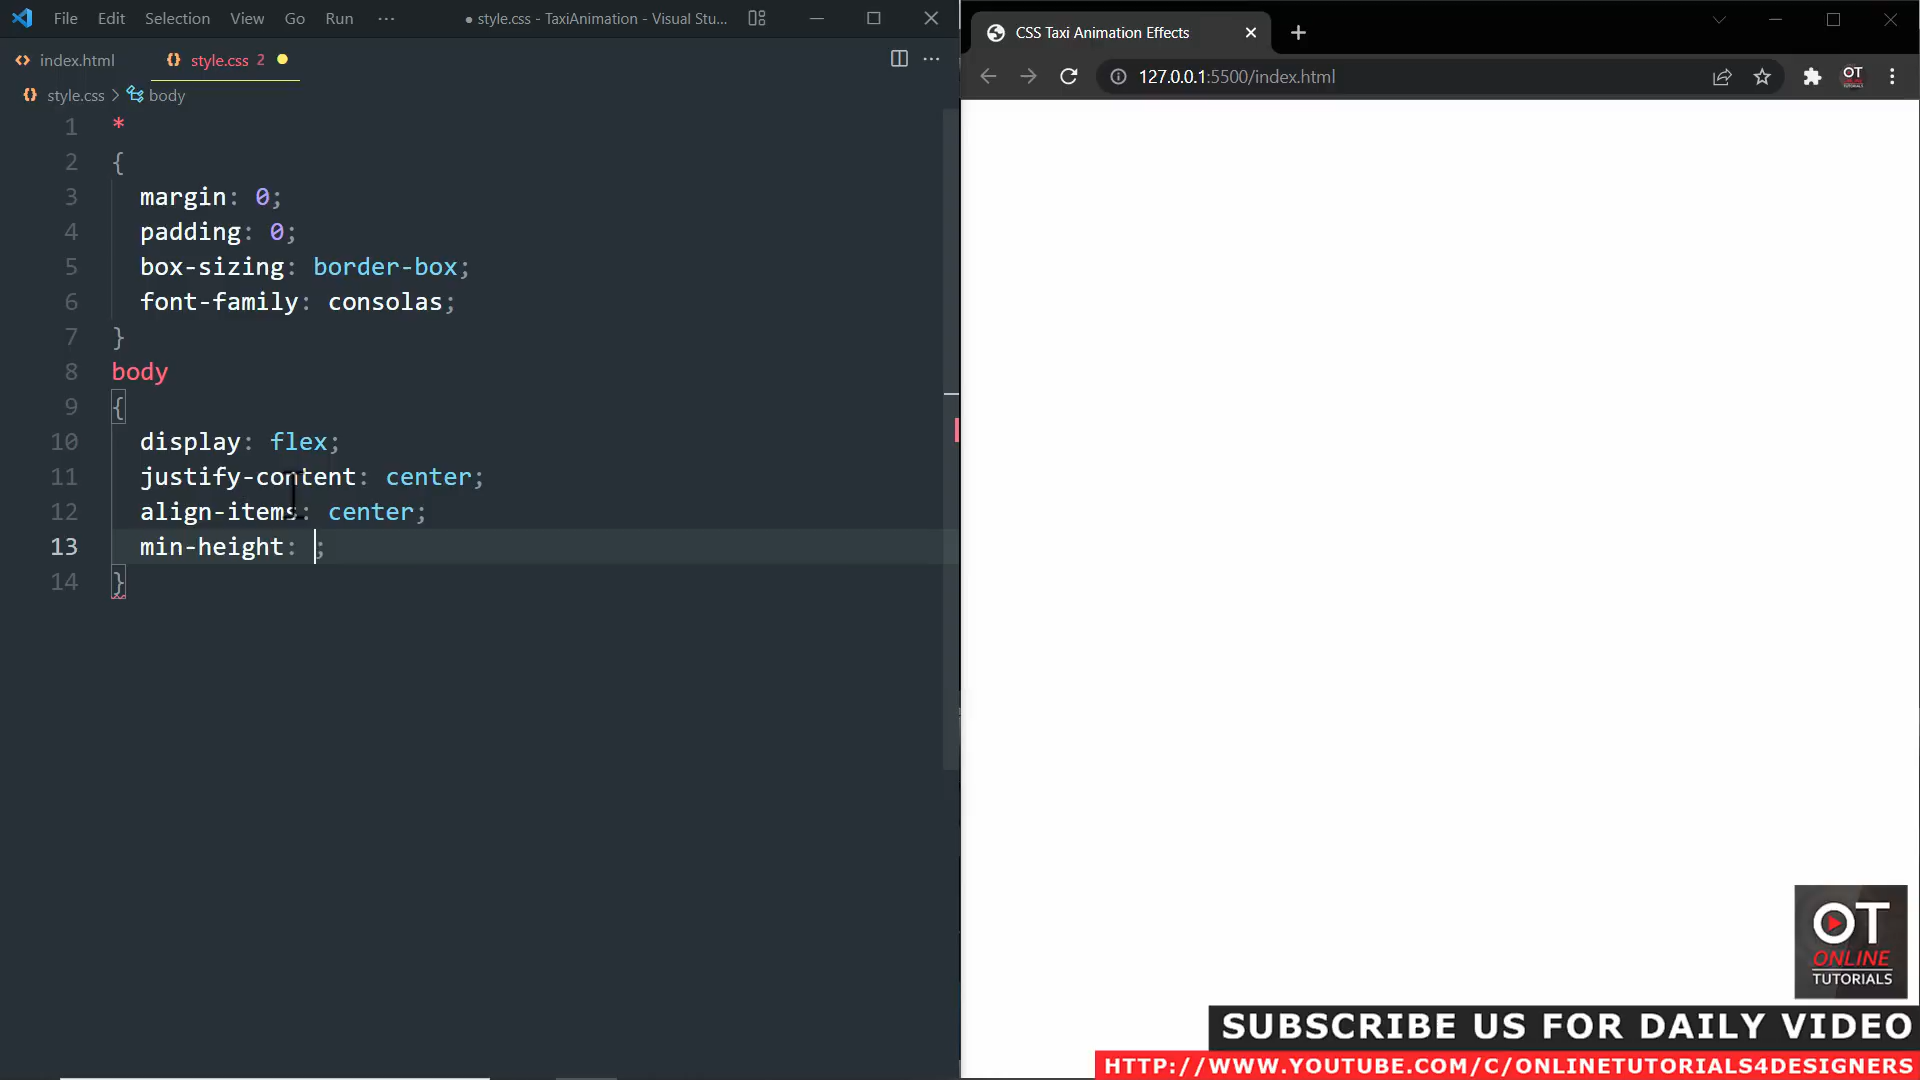 File Edit Selection View Go Run ···
● style.css - TaxiAnimation - Visual Stu...
index.html
style.css 2
style.css > body
1 *
2 {
3 margin: 0;
4 padding: 0;
5 box-sizing: border-box;
6 font-family: consolas;
7 }
8 body
9 {
10 display: flex;
11 justify-content: center;
12 align-items: center;
13 min-height: ;
14 }
CSS Taxi Animation Effects
127.0.0.1:5500/index.html
OT
OT
ONLINE
TUTORIALS
SUBSCRIBE US FOR DAILY VIDEO
HTTP://WWW.YOUTUBE.COM/C/ONLINETUTORIALS4DESIGNERS